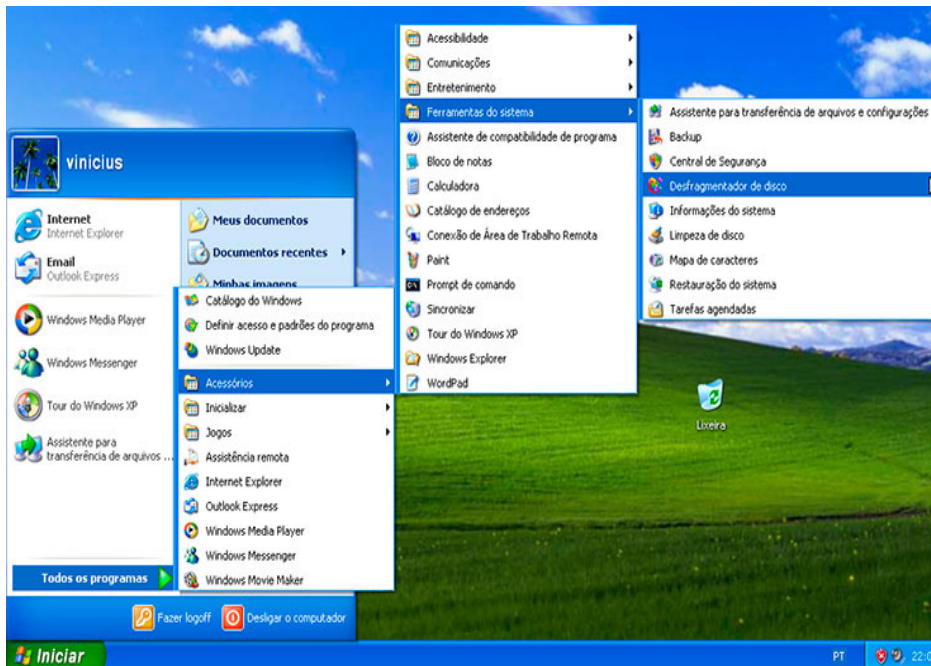 vinicius
Internet
Internet Explorer
Email
Outlook Express
Windows Media Player
Windows Messenger
Tour do Windows XP
Assistente para
transferência de arquivos ...
Todos os programas
Meus documentos
Documentos recentes
Minhas imagens
Catálogo do Windows
Definir acesso e padrões do programa
Windows Update
Acessórios
Inicializar
Jogos
Assistência remota
Internet Explorer
Outlook Express
Windows Media Player
Windows Messenger
Windows Movie Maker
Acessibilidade
Comunicações
Entretenimento
Ferramentas do sistema
Assistente de compatibilidade de programa
Bloco de notas
Calculadora
Catálogo de endereços
Conexão de Área de Trabalho Remota
Paint
Prompt de comando
Sincronizar
Tour do Windows XP
Windows Explorer
WordPad
Assistente para transferência de arquivos e configurações
Backup
Central de Segurança
Desfragmentador de disco
Informações do sistema
Limpeza de disco
Mapa de caracteres
Restauração do sistema
Tarefas agendadas
Lixeira
Fazer logoff
Desligar o computador
Iniciar
PT